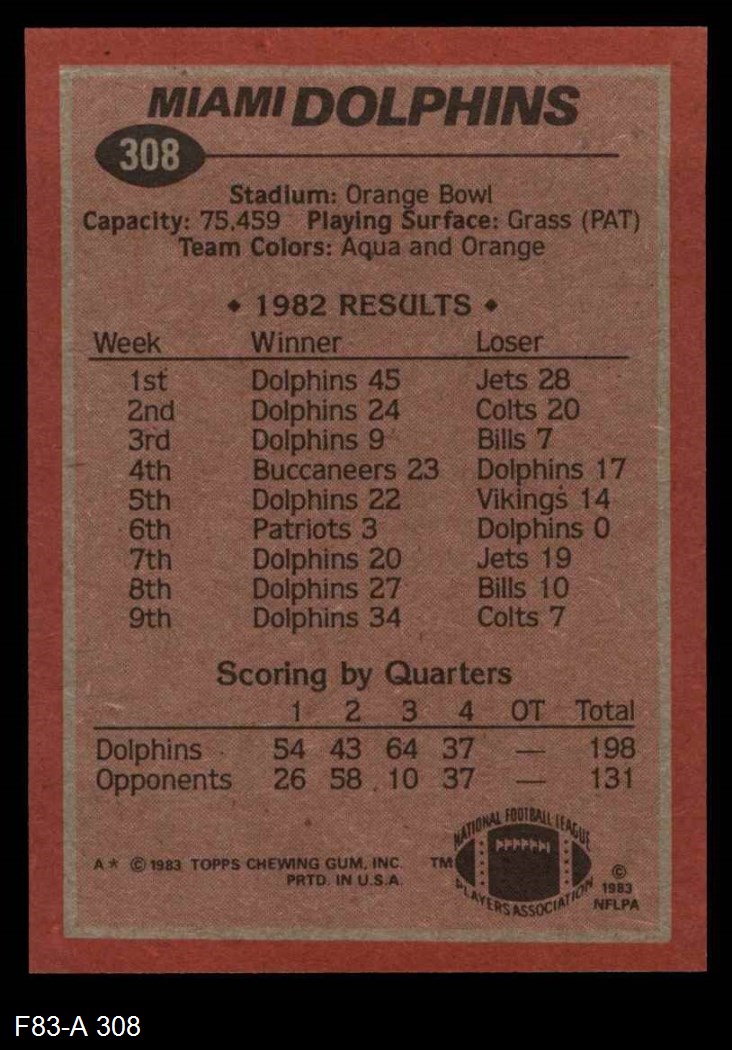 MIAMI DOLPHINS
308
Stadium: Orange Bowl
Capacity: 75,459 Playing Surface: Grass (PAT)
Team Colors: Aqua and Orange
♦ 1982 RESULTS ♦
Week Winner Loser
1st Dolphins 45 Jets 28
2nd Dolphins 24 Colts 20
3rd Dolphins 9 Bills 7
4th Buccaneers 23 Dolphins 17
5th Dolphins 22 Vikings 14
6th Patriots 3 Dolphins 0
7th Dolphins 20 Jets 19
8th Dolphins 27 Bills 10
9th Dolphins 34 Colts 7
Scoring by Quarters
1 2 3 4 OT Total
Dolphins 54 43 64 37 — 198
Opponents 26 58 10 37 — 131
A* © 1983 TOPPS CHEWING GUM, INC.
PRTD. IN U.S.A.
TM
NATIONAL FOOTBALL LEAGUE
PLAYERS ASSOCIATION
©
1983
NFLPA
F83-A 308